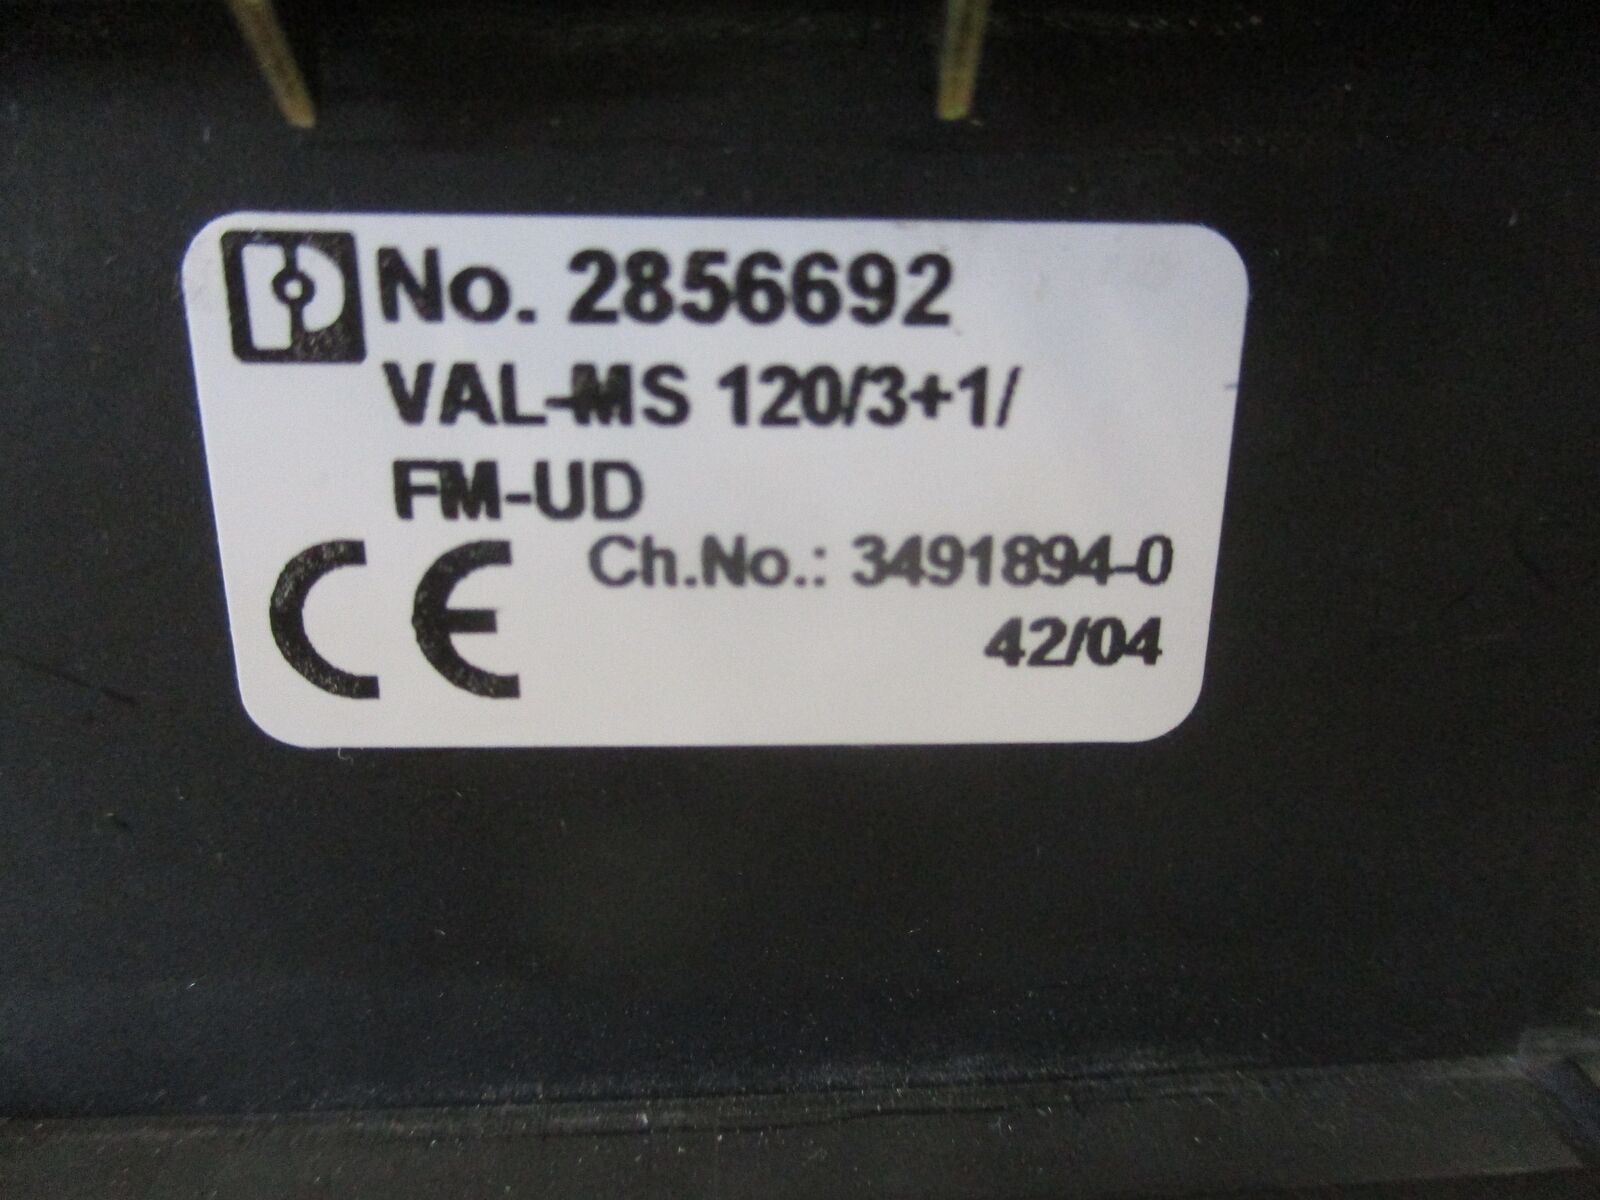 No. 2856692
VAL-MS 120/3+1/
FM-UD
CE Ch.No.: 3491894-0
42/04